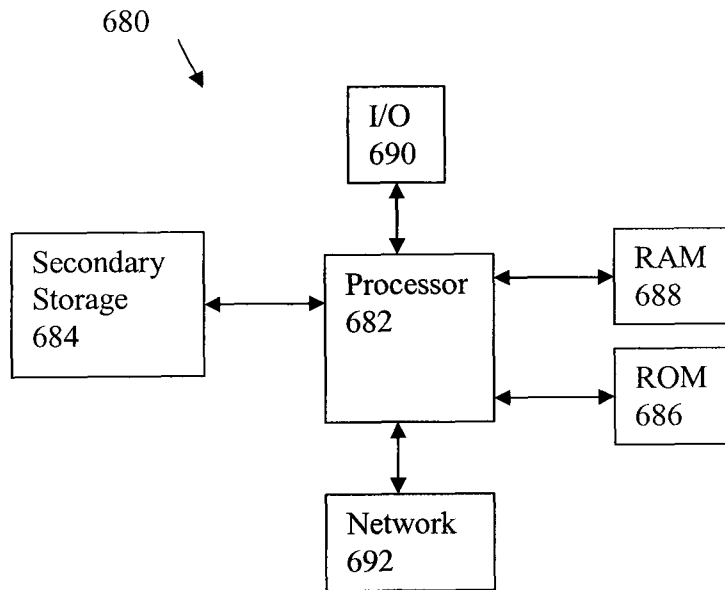 680
I/O
690
Secondary
Storage
684
Processor
682
RAM
688
ROM
686
Network
692